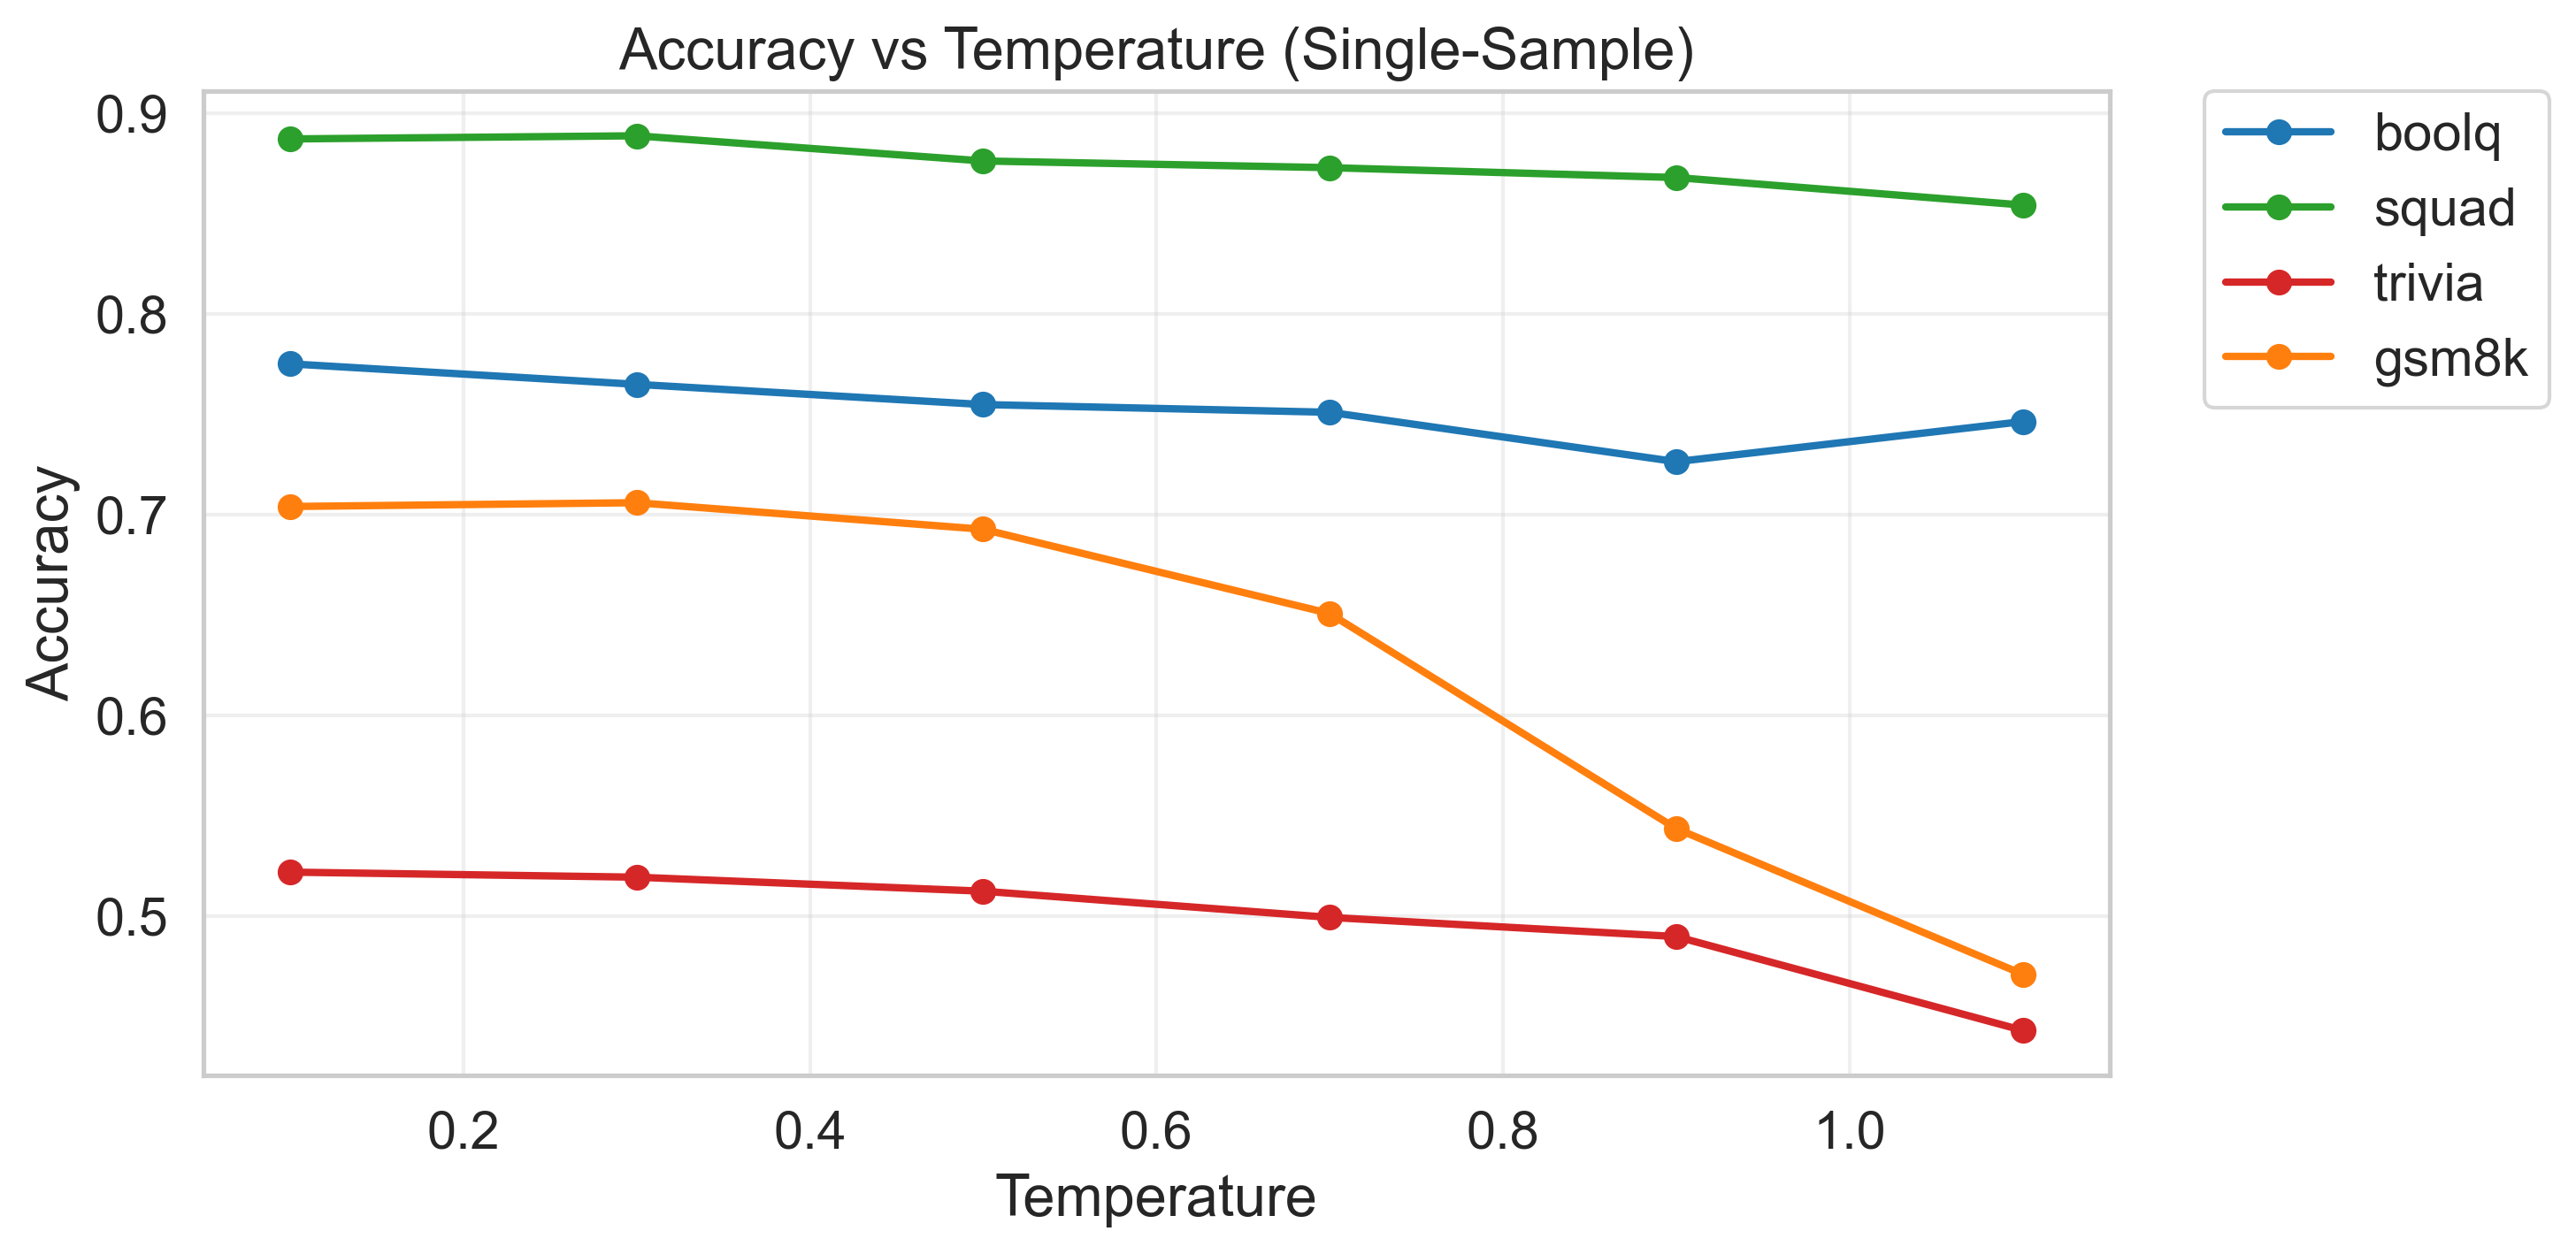 Accuracy vs Temperature (Single-Sample)
0.9
0.8
0.7
0.6
0.5
Accuracy
0.2 0.4 0.6 0.8 1.0
Temperature
boolq
squad
trivia
gsm8k